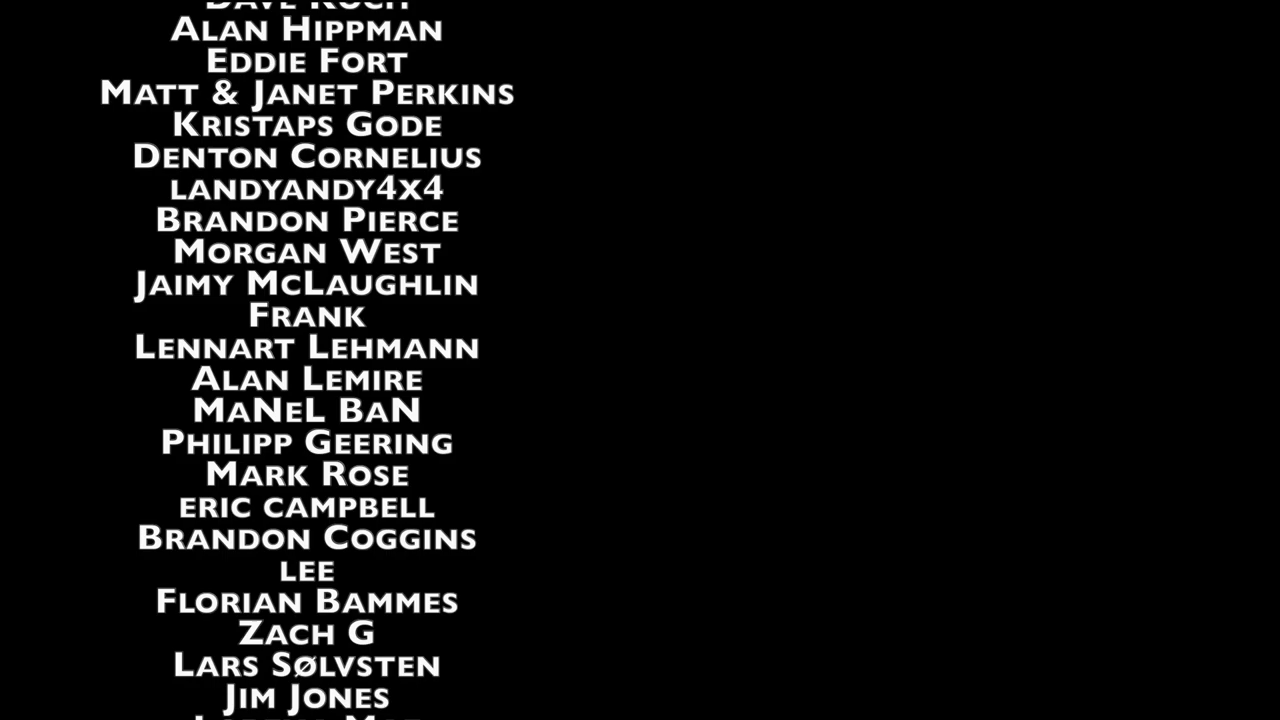 Alan Hippman
Eddie Fort
Matt & Janet Perkins
Kristaps Gode
Denton Cornelius
landyandy4x4
Brandon Pierce
Morgan West
Jaimy McLaughlin
Frank
Lennart Lehmann
Alan Lemire
MaNeL BaN
Philipp Geering
Mark Rose
eric campbell
Brandon Coggins
lee
Florian Bammes
Zach G
Lars Sølvsten
Jim Jones